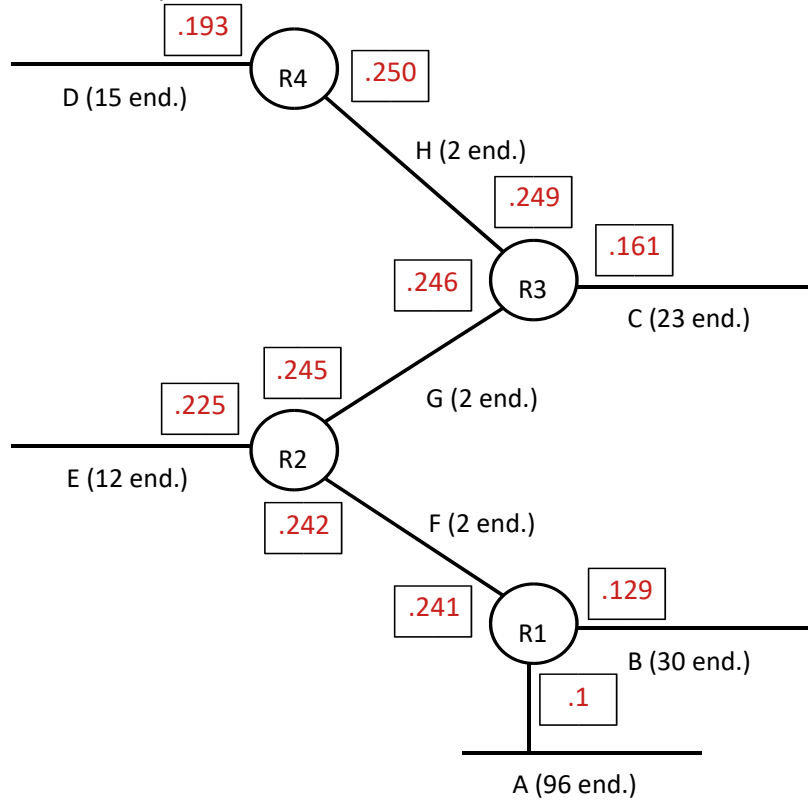 .193
R4
.250
D (15 end.)
H (2 end.)
.249
.161
.246
R3
C (23 end.)
.245
G (2 end.)
.225
R2
E (12 end.)
.242
F (2 end.)
.241
.129
R1
B (30 end.)
.1
A (96 end.)